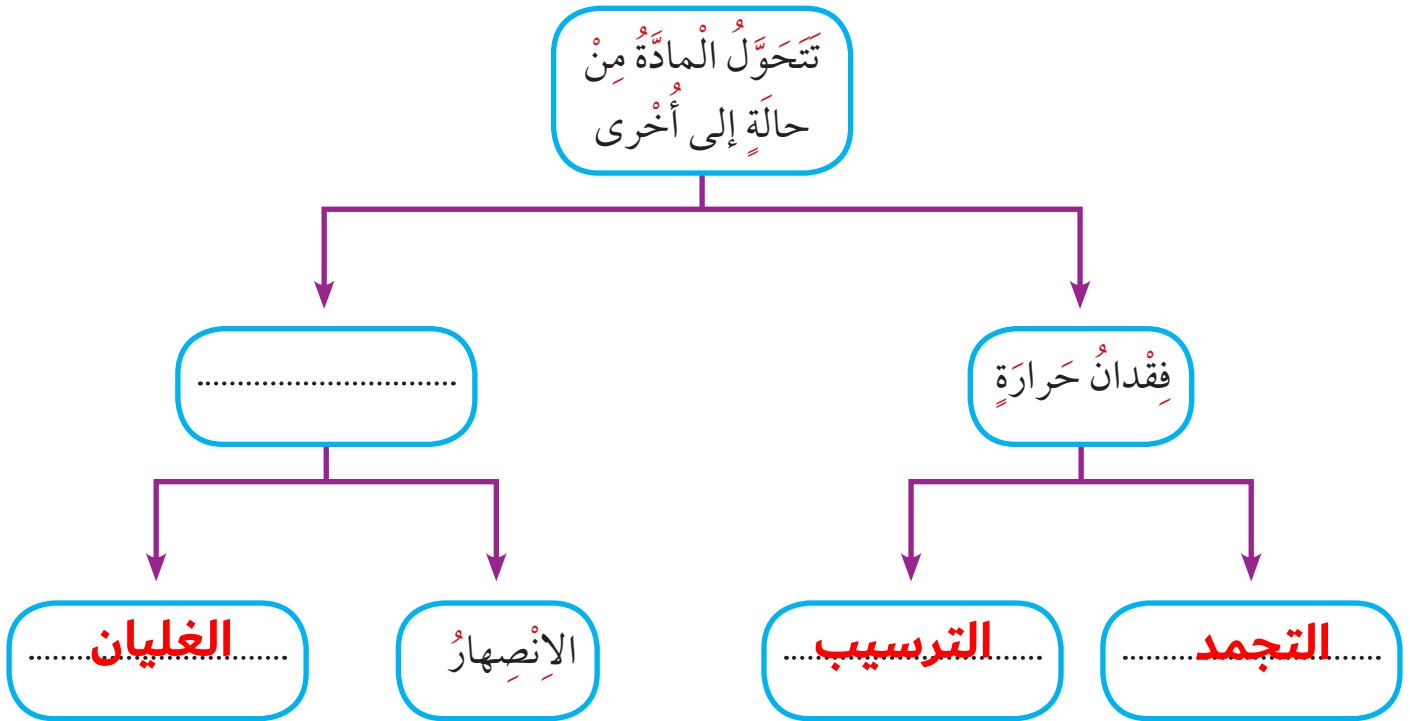 تَتَحَوَّلُ الْمادَّةُ مِنْ
حالَةٍ إلى أُخْرى
فِقْدانُ حَرارَةٍ
التجمد
الترسيب
الاِنْصِهارُ
الغليان